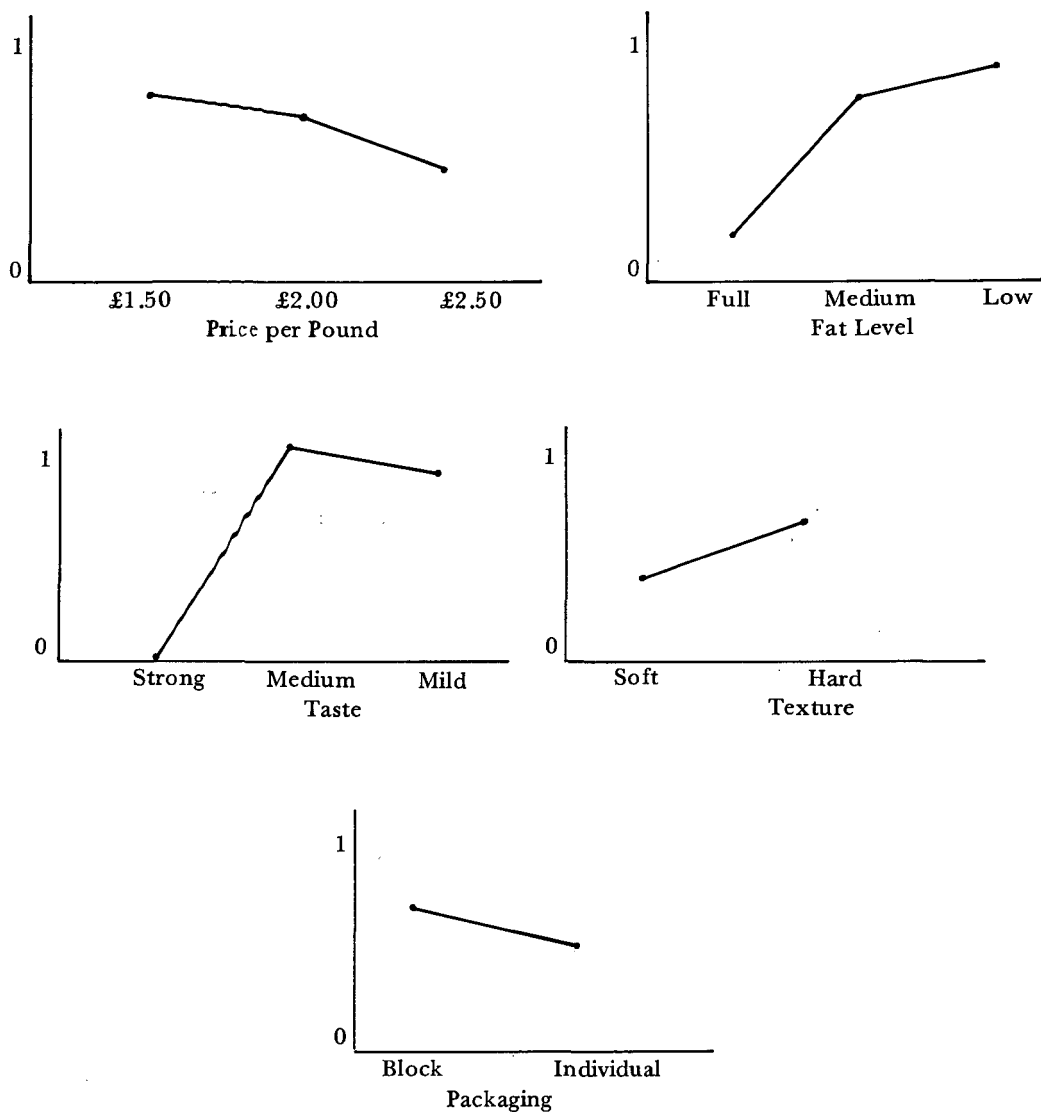 1
0
£1.50 £2.00 £2.50
Price per Pound
1
0
Full Medium Low
Fat Level
1
0
Strong Medium Mild
Taste
1
0
Soft Hard
Texture
1
0
Block Individual
Packaging